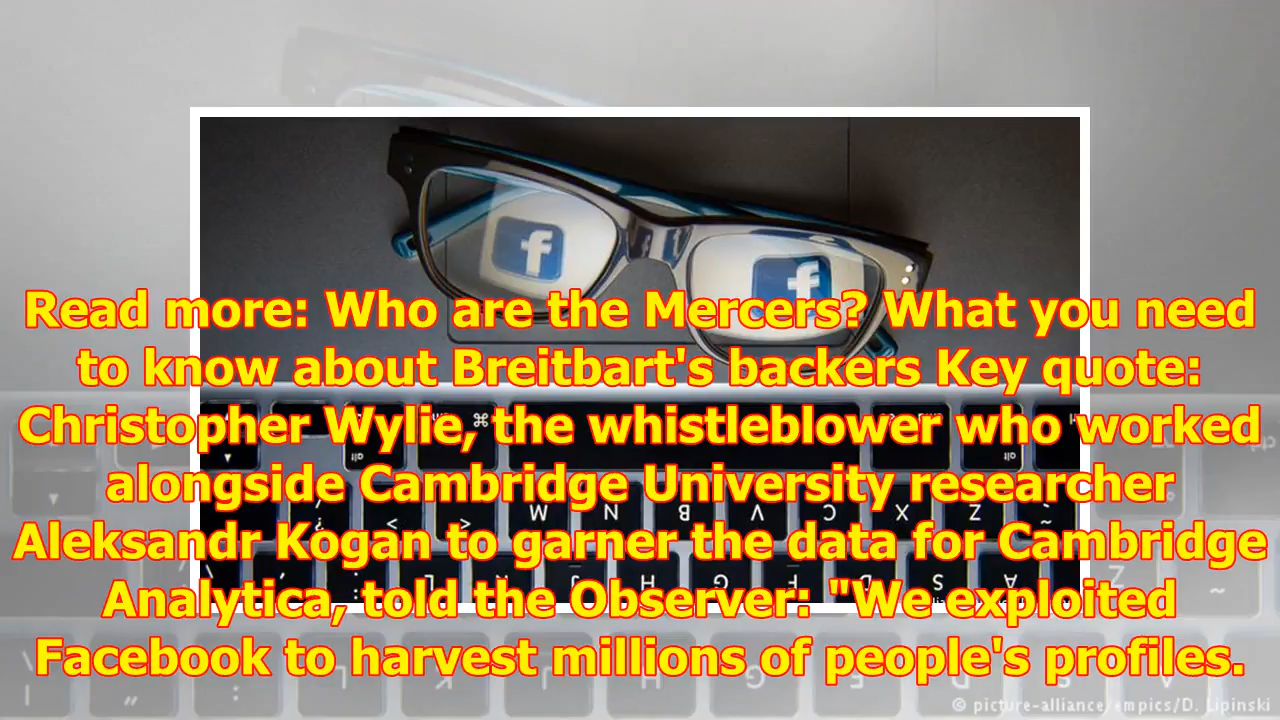 f f
Read more: Who are the Mercers? What you need
to know about Breitbart's backers Key quote:
Christopher Wylie, the whistleblower who worked
alongside Cambridge University researcher
Aleksandr Kogan to garner the data for Cambridge
Analytica, told the Observer: "We exploited
Facebook to harvest millions of people's profiles.
M N B V C X Z
L J H G F D S A
© picture-alliance/empics/D. Lipinski